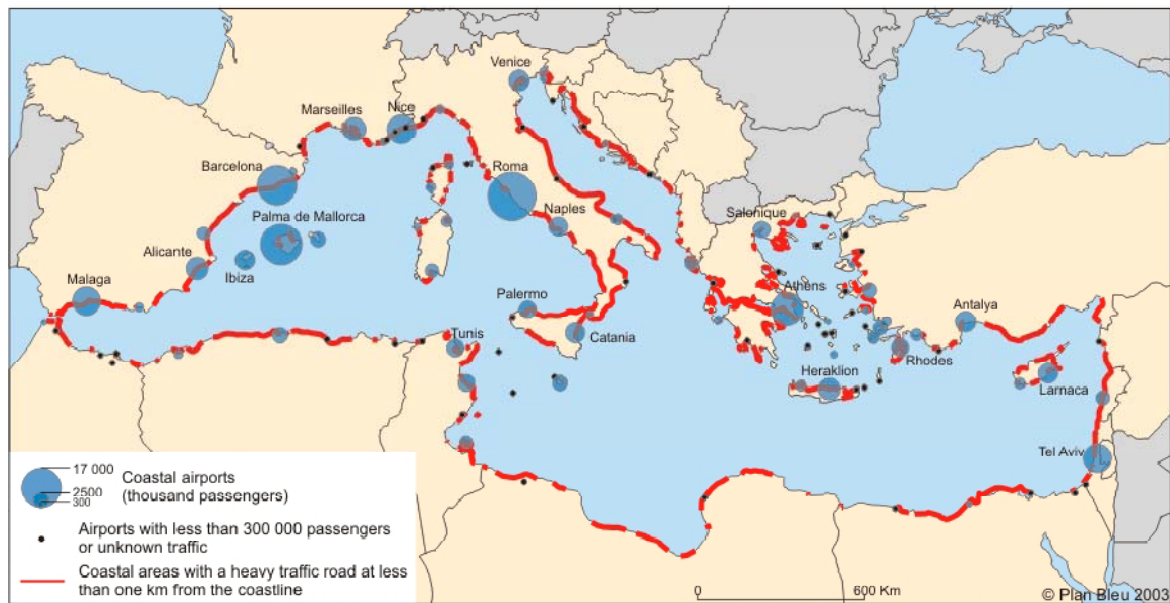 Venice
Marseilles
Nice
Barcelona
Roma
Palma de Mallorca
Naples
Salonique
Alicante
Ibiza
Malaga
Athens
Palermo
Antalya
Tunis
Catania
Rhodes
Heraklion
Larnaca
Tel Aviv
17 000
2500
300
Coastal airports
(thousand passengers)
Airports with less than 300 000 passengers
or unknown traffic
Coastal areas with a heavy traffic road at less
than one km from the coastline
0
600 Km
© Plan Bleu 2003